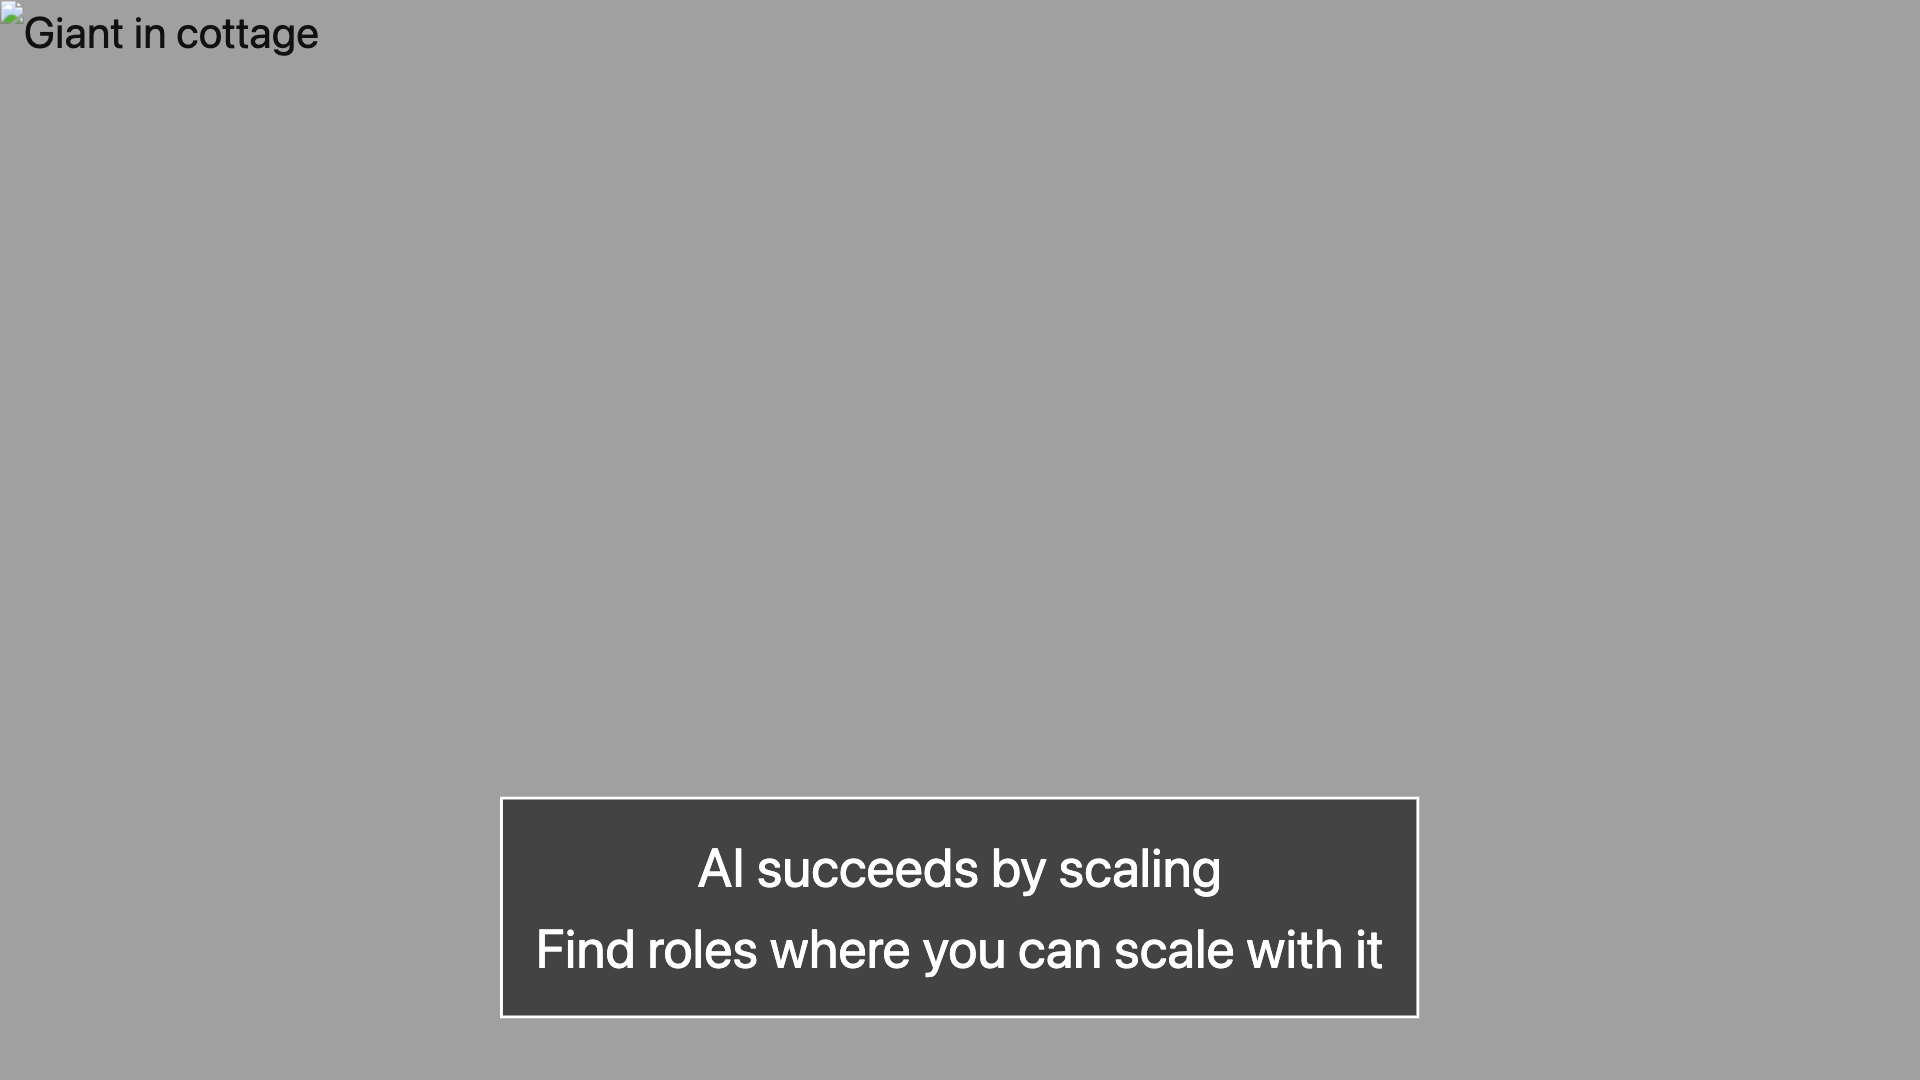 Giant in cottage
AI succeeds by scaling
Find roles where you can scale with it